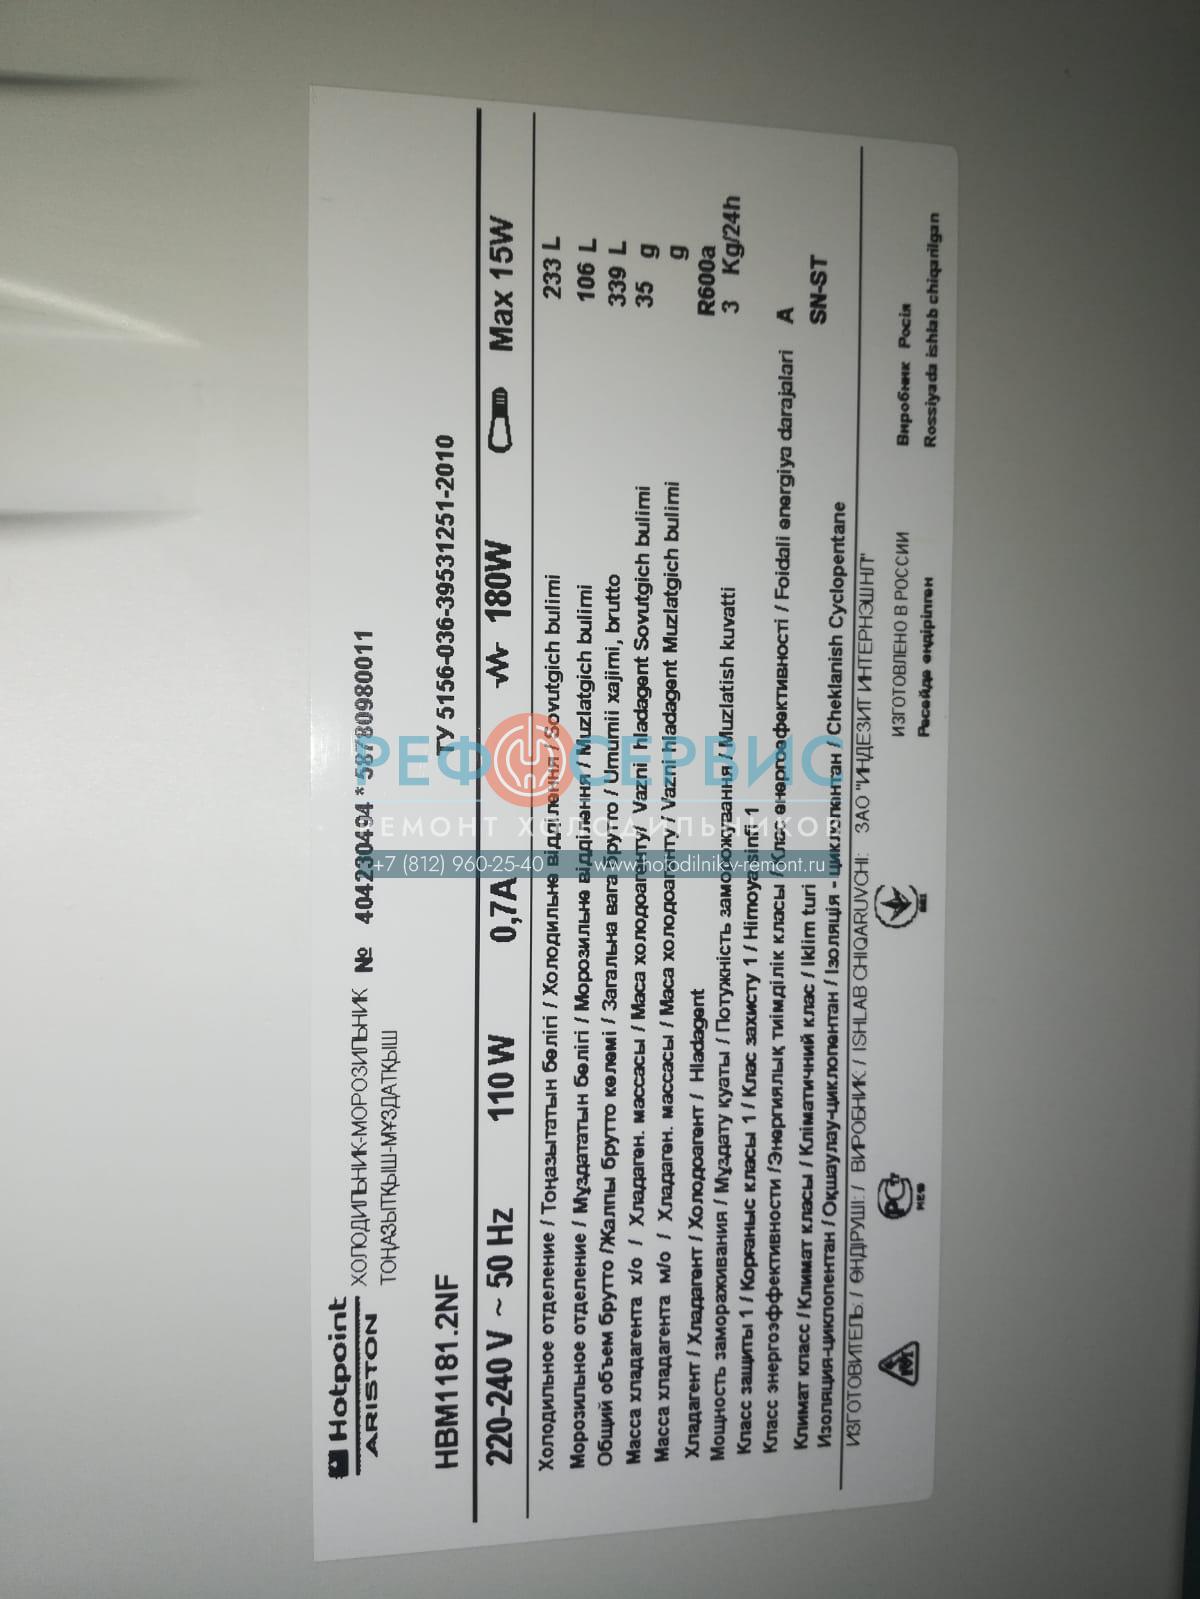 Hotpoint
ARISTON
ХОЛОДИЛЬНИК-МОРОЗИЛЬНИК № 404230494 * 58780980011
ТОҢАЗЫТҚЫШ-МҰЗДАТҚЫШ
HBM1181.2NF ТУ 5156-036-39531251-2010
220-240 V ~ 50 Hz 110 W 0,7A 180W Max 15W
Холодильное отделение / Тоңазытатын бөлігі / Холодильне відділення / Sovutgich bulimi 233 L
Морозильное отделение / Мұздататын бөлігі / Морозильне відділення / Muzlatgich bulimi 106 L
Общий объем брутто /Жалпы брутто көлемі / Загальна вага брутто / Umumii xajimi, brutto 339 L
Масса хладагента х/о / Хладаген. массасы / Маса холодоагенту/ Vazni hladagent Sovutgich bulimi 35 g
Масса хладагента м/о / Хладаген. массасы / Маса холодоагенту / Vazni hladagent Muzlatgich bulimi g
Хладагент / Хладагент / Холодоагент / Hladagent R600a
Мощность замораживания / Мұздату қуаты / Потужність заморожування / Muzlatish kuvatti 3 Kg/24h
Класс защиты 1 / Корғаныс класы 1 / Клас захисту 1 / Himoya sinfi 1
Класс энергоэффективности /Энергиялық тиімділік класы / Клас енергоефективності / Foidali energiya darajalari A
Климат класс / Климат класы / Кліматичний клас / Iklim turi SN-ST
Изоляция-циклопентан / Оқшаулау-циклопентан / Ізоляція - циклопентан / Cheklanish Cyclopentane
ИЗГОТОВИТЕЛЬ: / ӨНДІРУШІ: / ВИРОБНИК: / ISHLAB CHIQARUVCHI: ЗАО "ИНДЕЗИТ ИНТЕРНЭШНЛ"
ИЗГОТОВЛЕНО В РОССИИ Виробник Росія
Ресейде өндірілген Rossiyada ishlab chiqarilgan
РЕФСЕРВИС
РЕМОНТ ХОЛОДИЛЬНИКОВ
+7 (812) 960-25-40 www.holodilnik-v-remont.ru